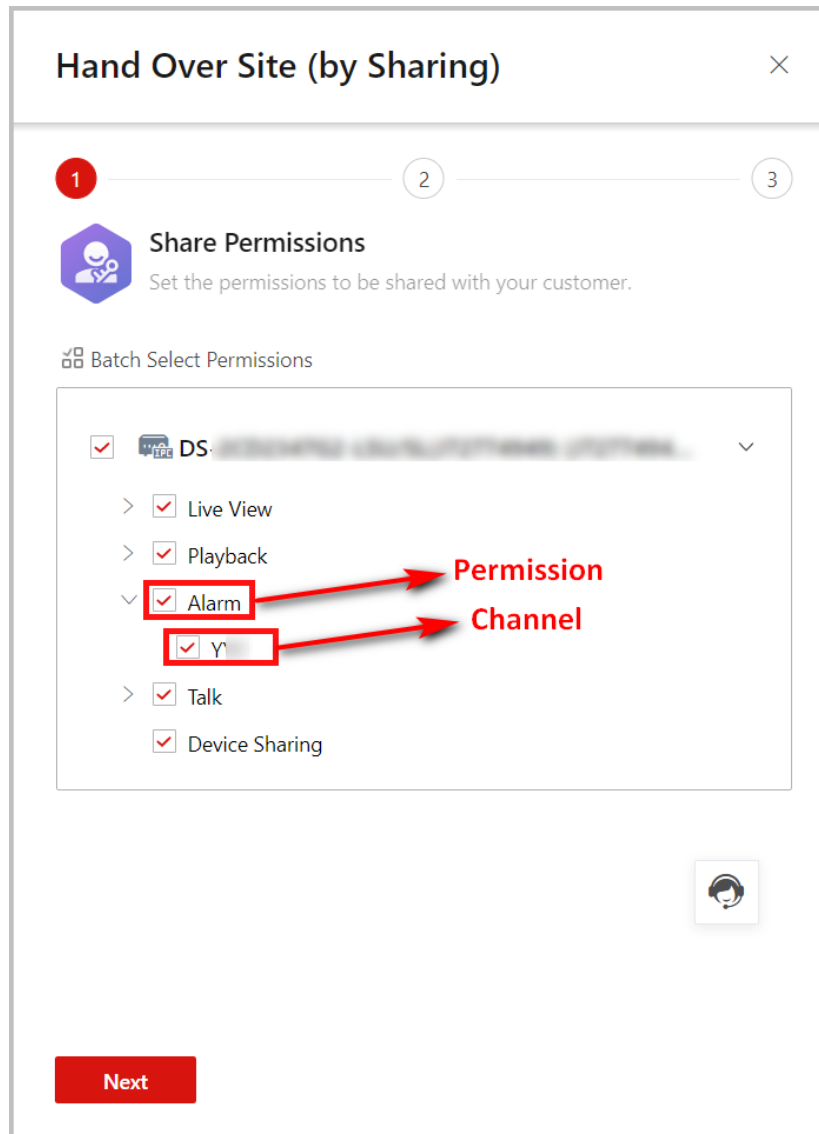 Hand Over Site (by Sharing)
1
2
3
Share Permissions
Set the permissions to be shared with your customer.
Batch Select Permissions
IPC
DS-
Live View
Playback
Permission
Alarm
Channel
Talk
Device Sharing
Next